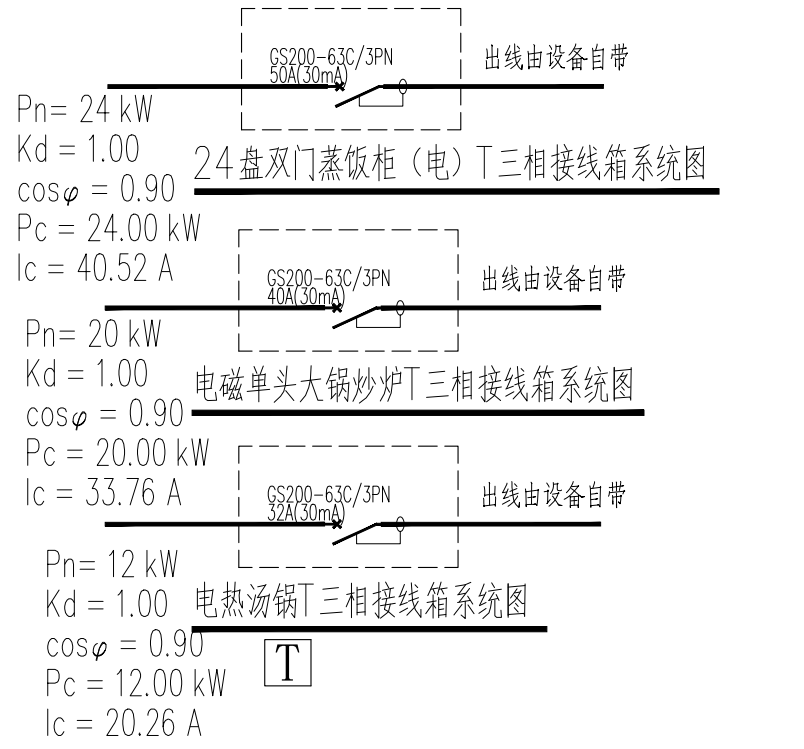 GS200-63C/3PN
50A(30mA)
出线由设备自带
Pn= 24 kW
Kd = 1.00
cosφ = 0.90
Pc = 24.00 kW
Ic = 40.52 A
24盘双门蒸饭柜（电）T三相接线箱系统图
GS200-63C/3PN
40A(30mA)
出线由设备自带
Pn= 20 kW
Kd = 1.00
cosφ = 0.90
Pc = 20.00 kW
Ic = 33.76 A
电磁单头大锅炒炉T三相接线箱系统图
GS200-63C/3PN
32A(30mA)
出线由设备自带
Pn= 12 kW
Kd = 1.00
cosφ = 0.90
Pc = 12.00 kW
Ic = 20.26 A
电热汤锅T三相接线箱系统图
T